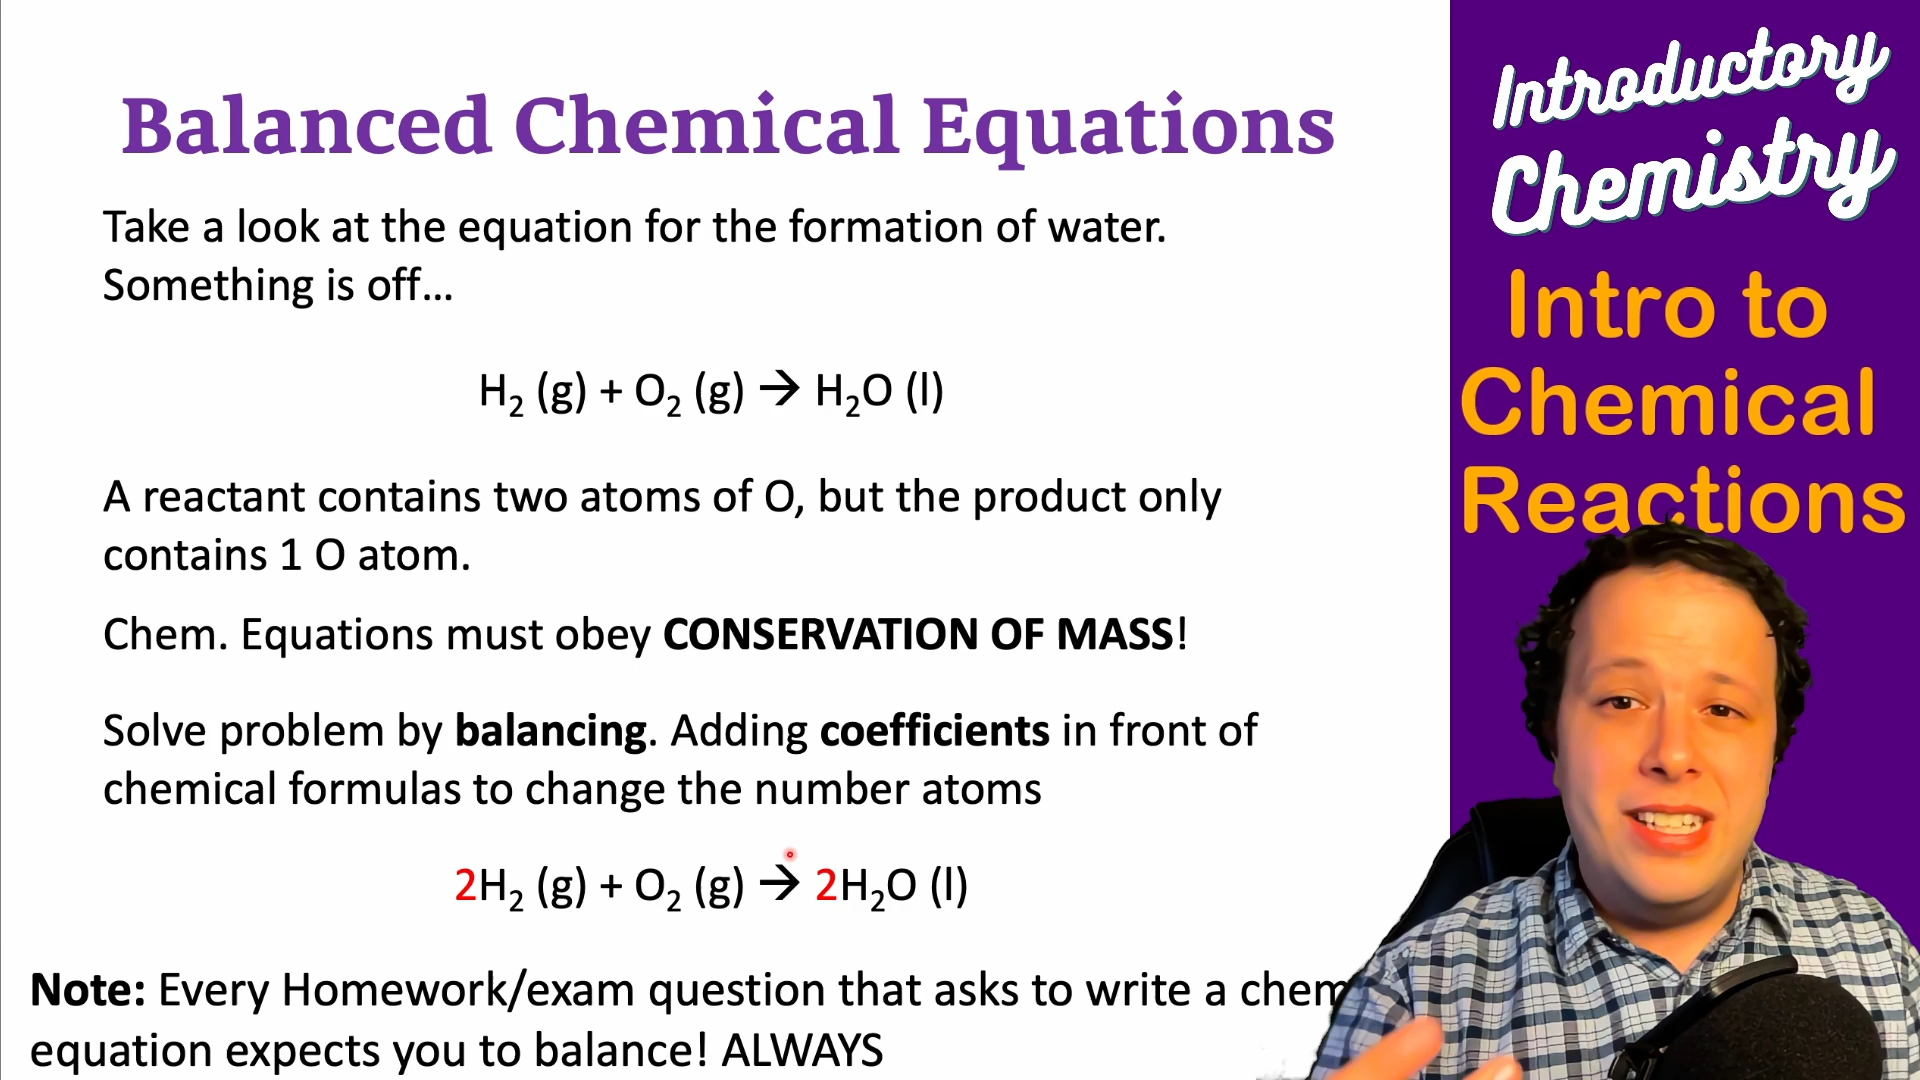 Balanced Chemical Equations
Take a look at the equation for the formation of water.
Something is off...
H₂ (g) + O₂ (g) → H₂O (l)
A reactant contains two atoms of O, but the product only
contains 1 O atom.
Chem. Equations must obey CONSERVATION OF MASS!
Solve problem by balancing. Adding coefficients in front of
chemical formulas to change the number atoms
2H₂ (g) + O₂ (g) → 2H₂O (l)
Note: Every Homework/exam question that asks to write a chem
equation expects you to balance! ALWAYS
Introductory
Chemistry
Intro to
Chemical
Reactions